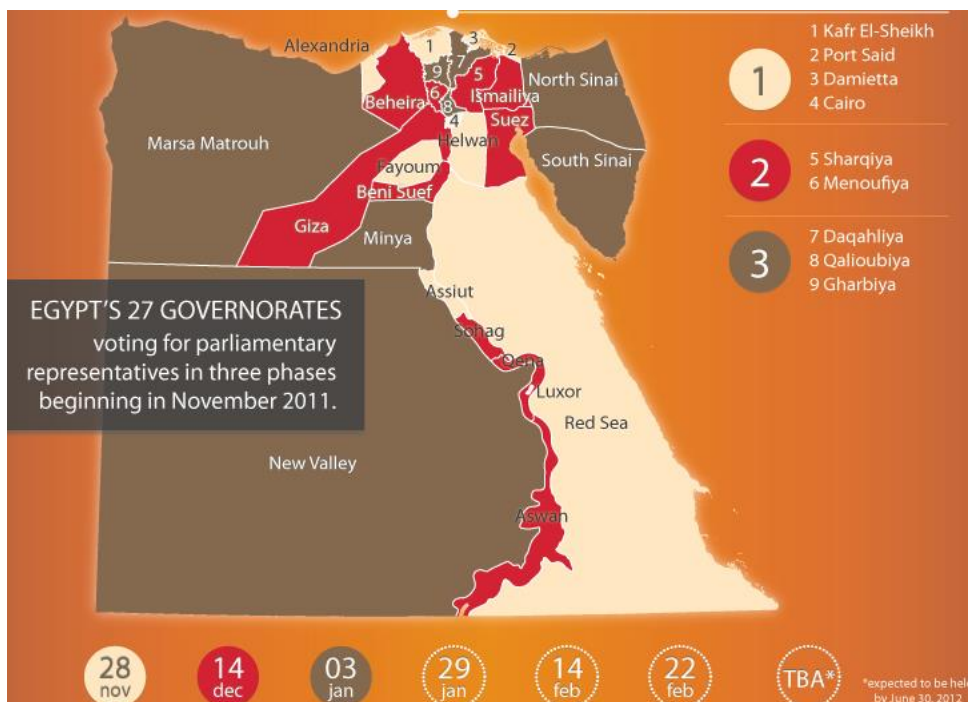 Alexandria
1
3
2
7
9
5
6
8
4
Beheira
Ismailiya
North Sinai
Marsa Matrouh
Helwan
Suez
South Sinai
Fayoum
Beni Suef
Giza
Minya
Assiut
Sohag
Qena
Luxor
Red Sea
New Valley
Aswan
EGYPT'S 27 GOVERNORATES
voting for parliamentary
representatives in three phases
beginning in November 2011.
1
1 Kafr El-Sheikh
2 Port Said
3 Damietta
4 Cairo
2
5 Sharqiya
6 Menoufiya
3
7 Daqahliya
8 Qalioubiya
9 Gharbiya
28
nov
14
dec
03
jan
29
jan
14
feb
22
feb
TBA*
*expected to be held
by June 30, 2012